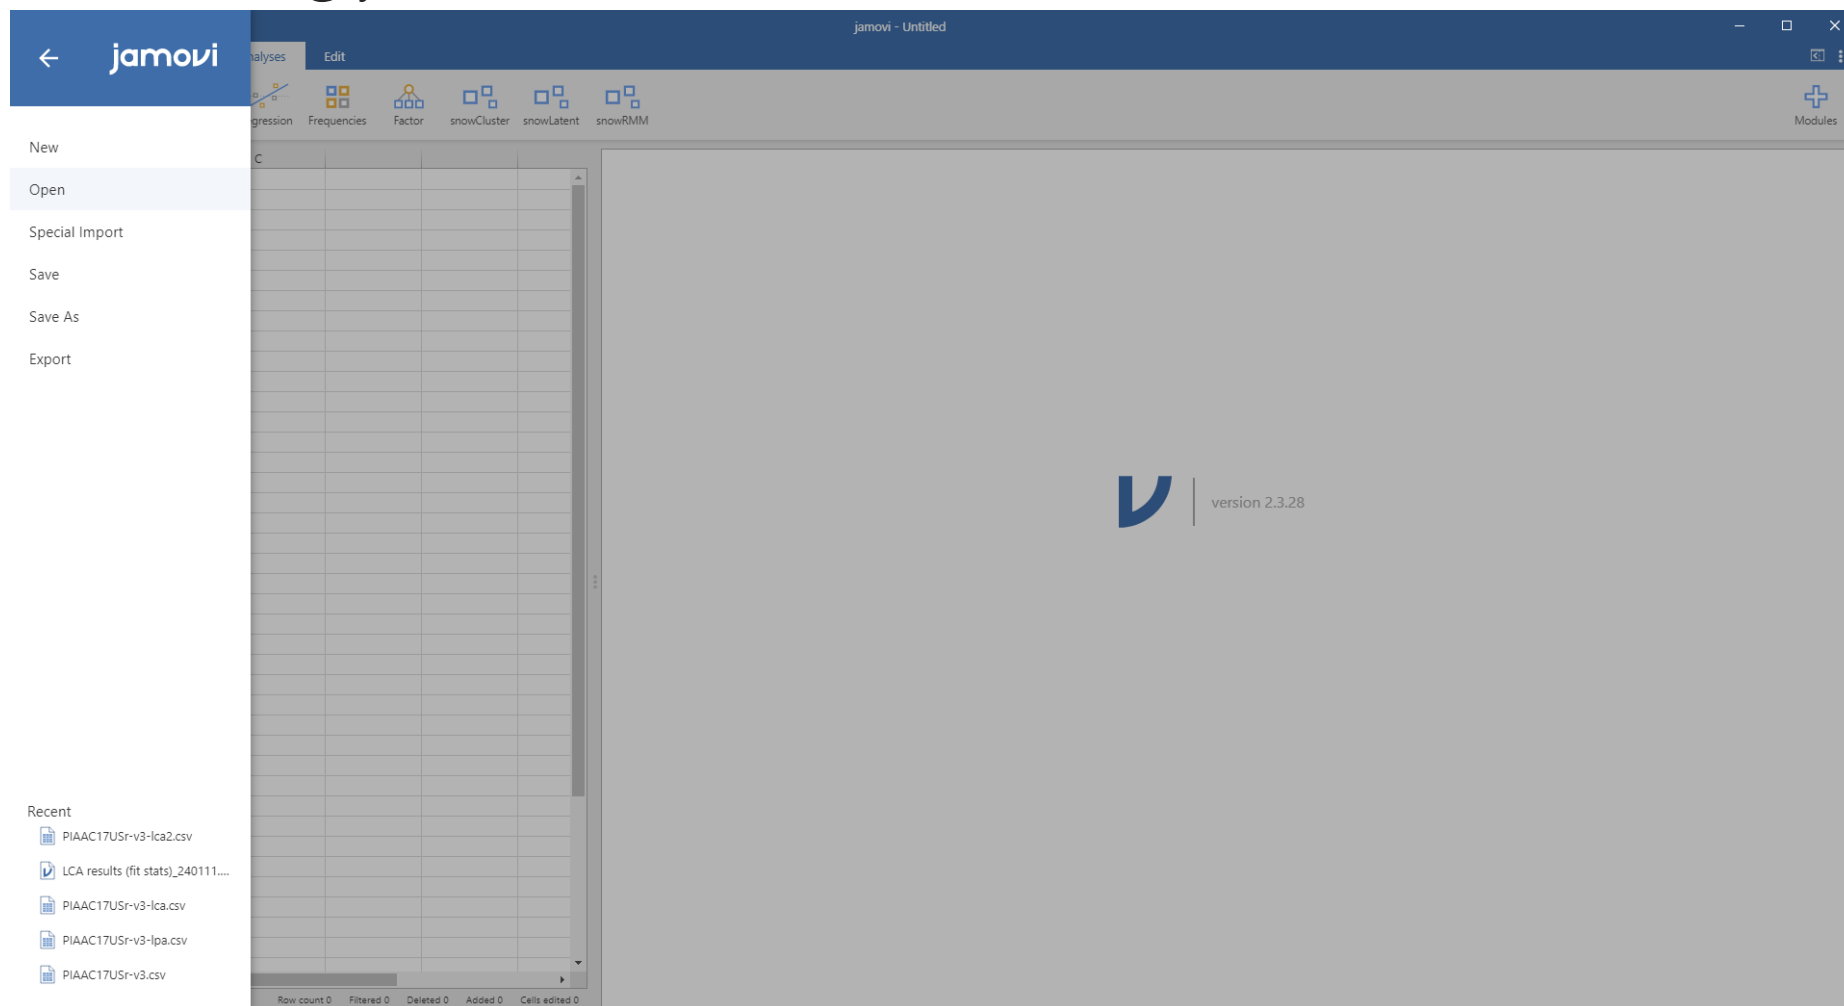 jamovi - Untitled
jamovi
alyses
Edit
gression
Frequencies
Factor
snowCluster
snowLatent
snowRMM
Modules
New
Open
Special Import
Save
Save As
Export
C
version 2.3.28
Recent
PIAAC17USr-v3-lca2.csv
LCA results (fit stats)_240111....
PIAAC17USr-v3-lca.csv
PIAAC17USr-v3-lpa.csv
PIAAC17USr-v3.csv
Row count 0 Filtered 0 Deleted 0 Added 0 Cells edited 0